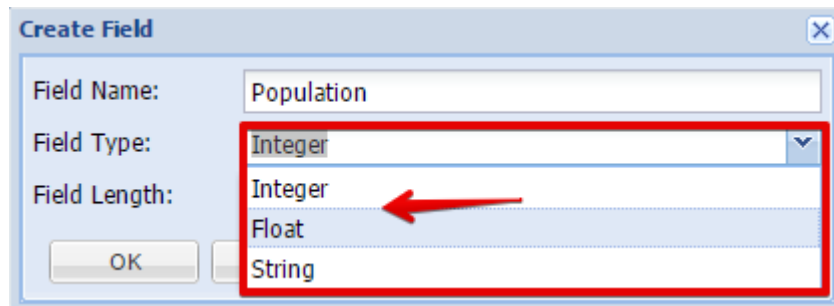 Create Field
Field Name: Population
Field Type: Integer
Field Length: Integer
Float
OK String